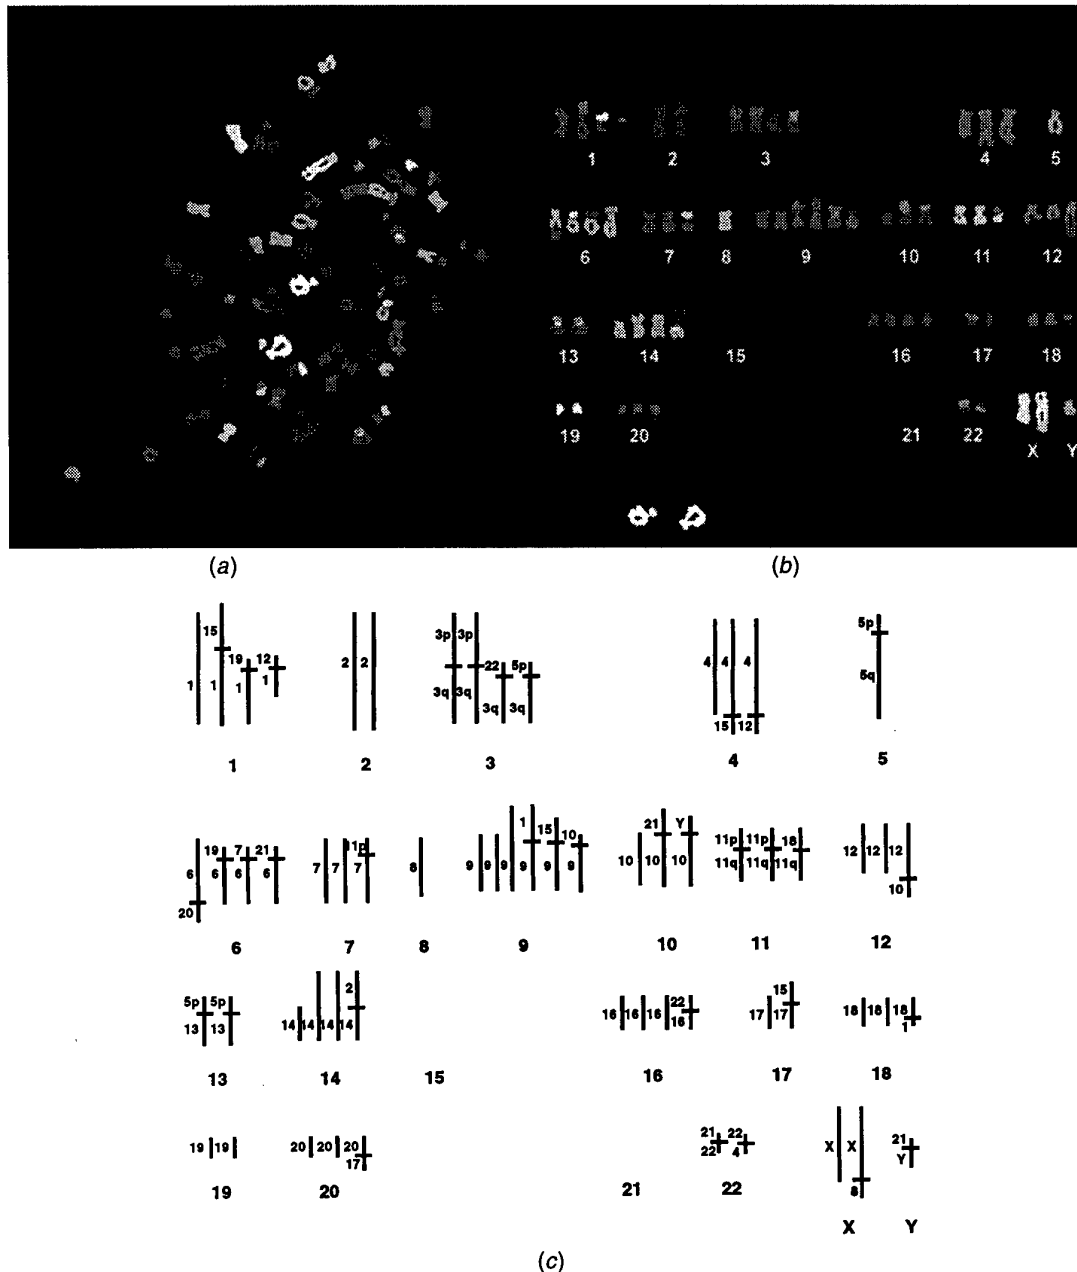 1 2 3 4 5
6 7 8 9 10 11 12
13 14 15 16 17 18
19 20 21 22
X Y
(a) (b)
15 3p 3p 5p
19 12 22
1 1 1 1 2 2 3q 3q 3q 3q 4 4 4 5q
15 12
1 2 3 4 5
19 7 21 11p 1 15 10 21 Y 11p 11p 18
6 6 6 6 7 7 7 8 9 9 9 9 9 9 10 10 10 11q 11q 11q 12 12 12
20 10
6 7 8 9 10 11 12
5p 5p 2 22 15
13 13 14 14 14 14 16 16 16 16 17 17 18 18 18
1
13 14 15 16 17 18
19 19 20 20 20 21 22 X X 21
17 22 4 8 Y
19 20 21 22
X Y
(c)